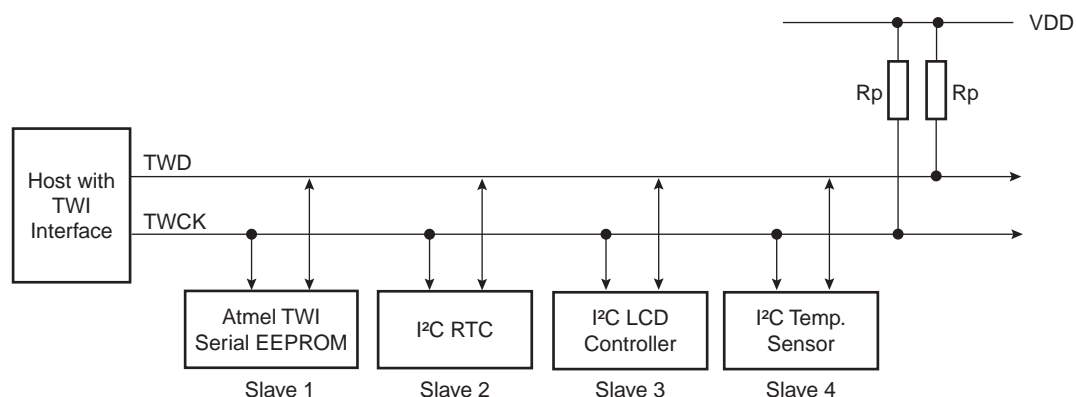 VDD
Rp Rp
TWD
Host with
TWI
Interface
TWCK
Atmel TWI
Serial EEPROM
I²C RTC
I²C LCD
Controller
I²C Temp.
Sensor
Slave 1 Slave 2 Slave 3 Slave 4